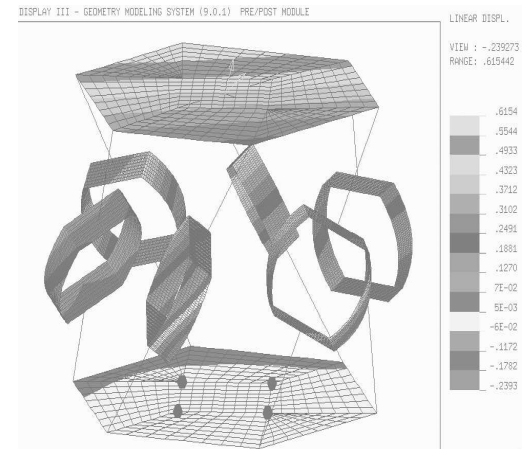 DISPLAY III - GEOMETRY MODELING SYSTEM (9.0.1) PRE/POST MODULE
LINEAR DISPL.
VIEW : -.239273
RANGE: .615442
.6154
.5544
.4933
.4323
.3712
.3102
.2491
.1881
.1270
7E-02
5E-03
-6E-02
-.1172
-.1782
-.2393